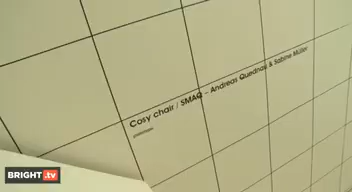 Cosy chair / SMAQ – Andreas Quednau & Sabine Müller
BRIGHT.tv